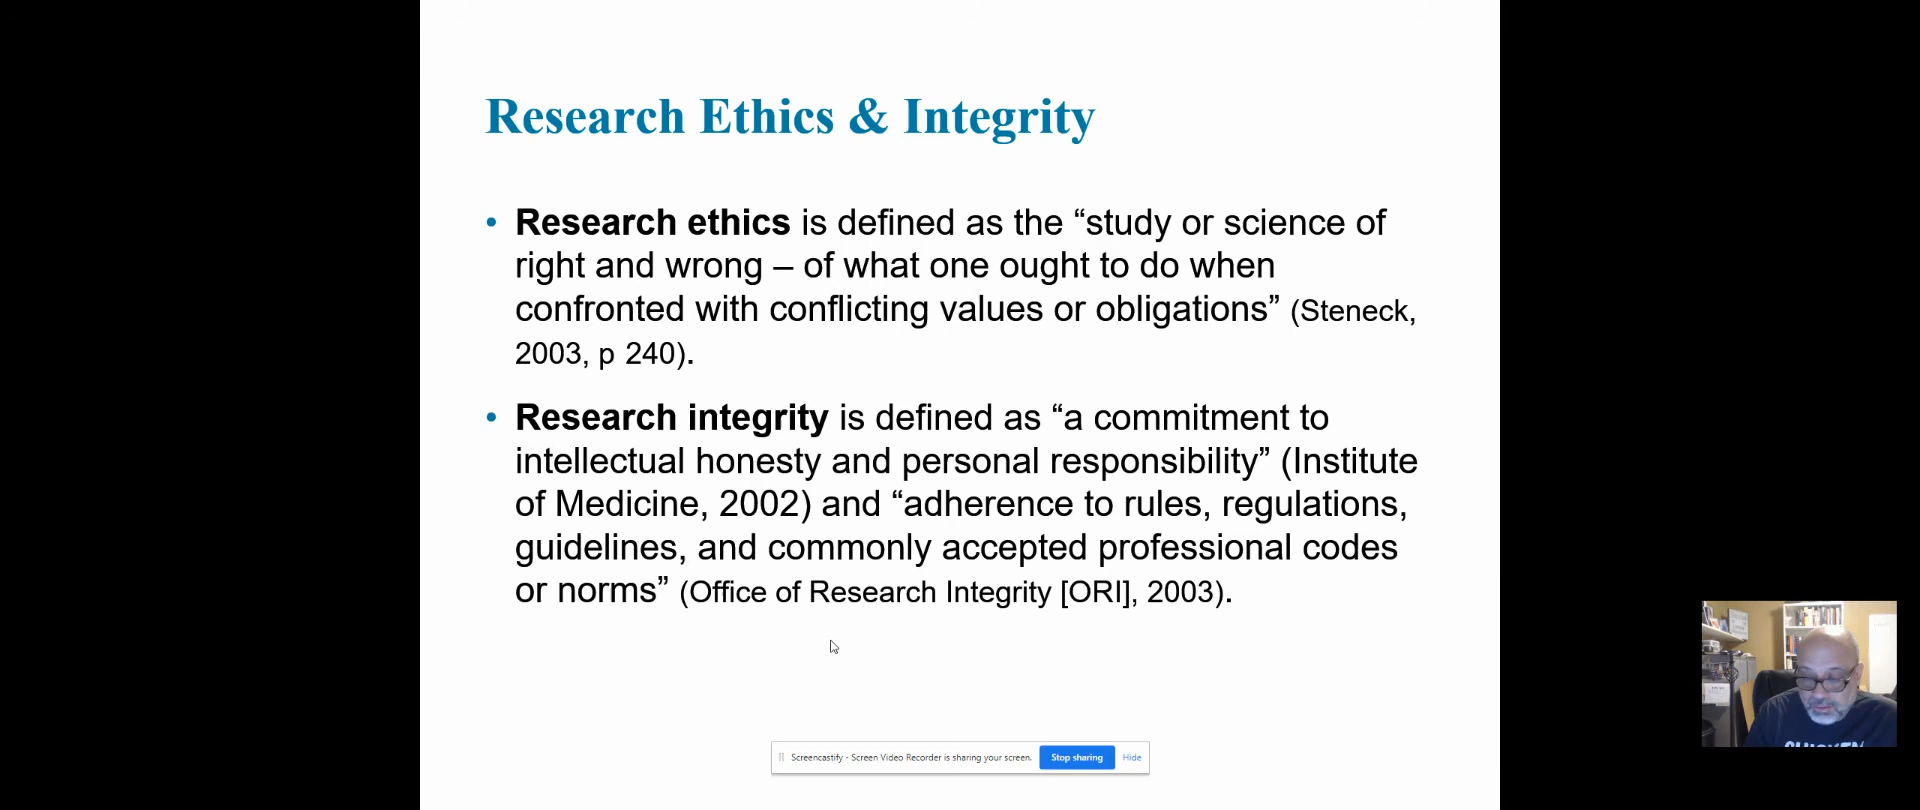 Research Ethics & Integrity
• Research ethics is defined as the “study or science of
right and wrong – of what one ought to do when
confronted with conflicting values or obligations” (Steneck,
2003, p 240).
• Research integrity is defined as “a commitment to
intellectual honesty and personal responsibility” (Institute
of Medicine, 2002) and “adherence to rules, regulations,
guidelines, and commonly accepted professional codes
or norms” (Office of Research Integrity [ORI], 2003).
Screencastify - Screen Video Recorder is sharing your screen. Stop sharing Hide